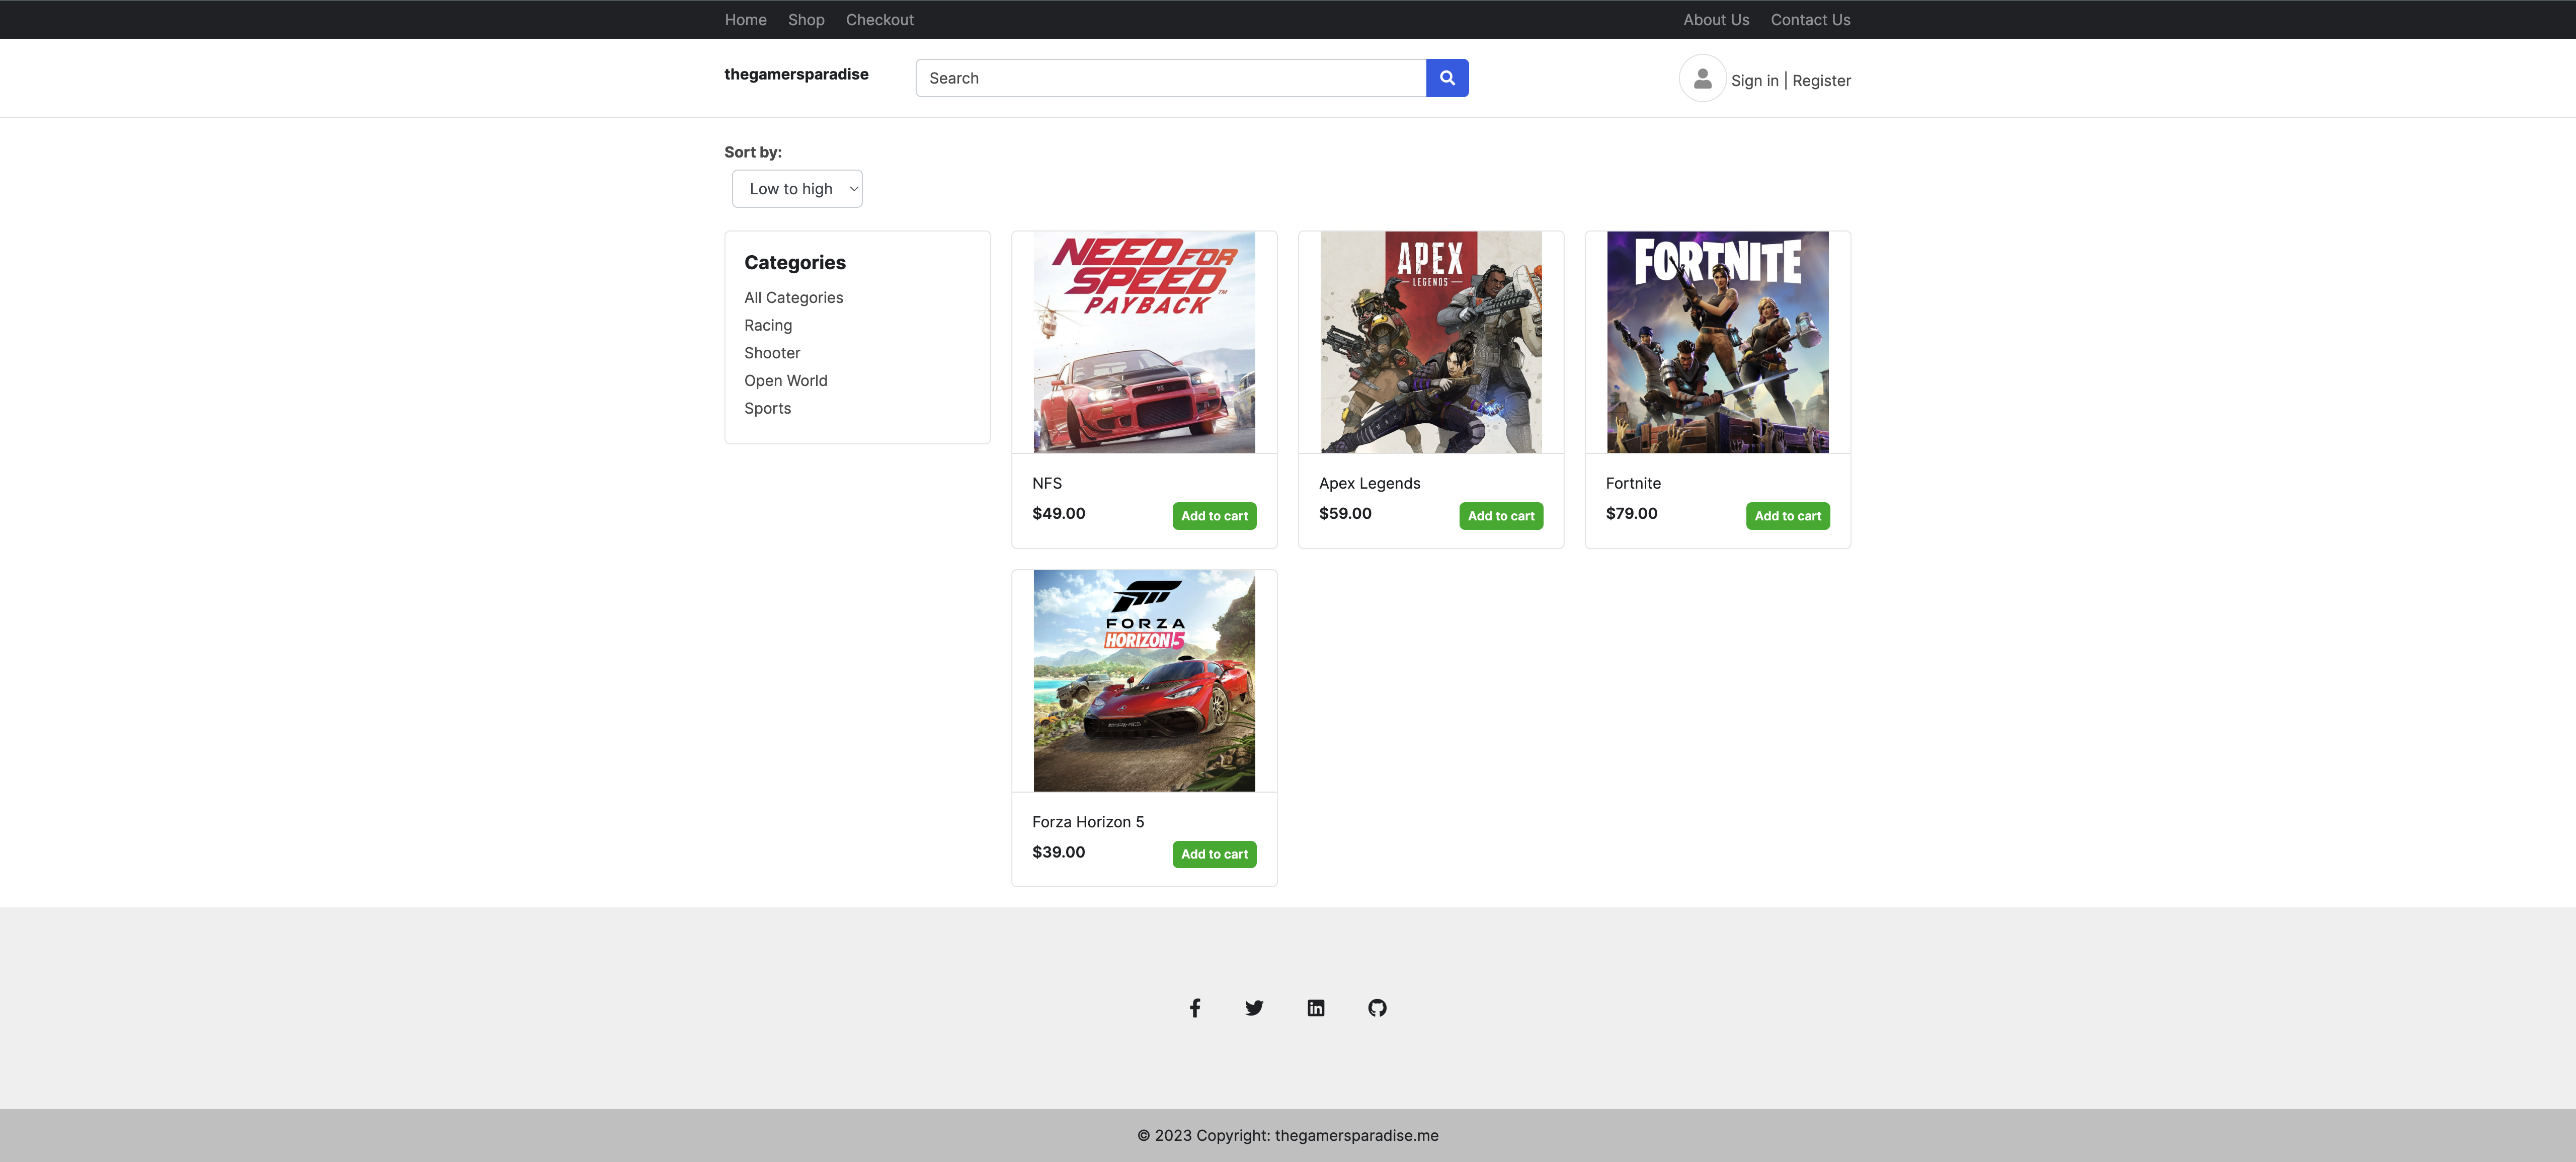 Home Shop Checkout About Us Contact Us
thegamersparadise Search Sign in | Register
Sort by:
Low to high
Categories
All Categories
Racing
Shooter
Open World
Sports
NEED FOR
SPEED™
PAYBACK
NFS
$49.00 Add to cart
APEX
LEGENDS
Apex Legends
$59.00 Add to cart
FORTNITE
Fortnite
$79.00 Add to cart
FORZA
HORIZON 5
Forza Horizon 5
$39.00 Add to cart
© 2023 Copyright: thegamersparadise.me